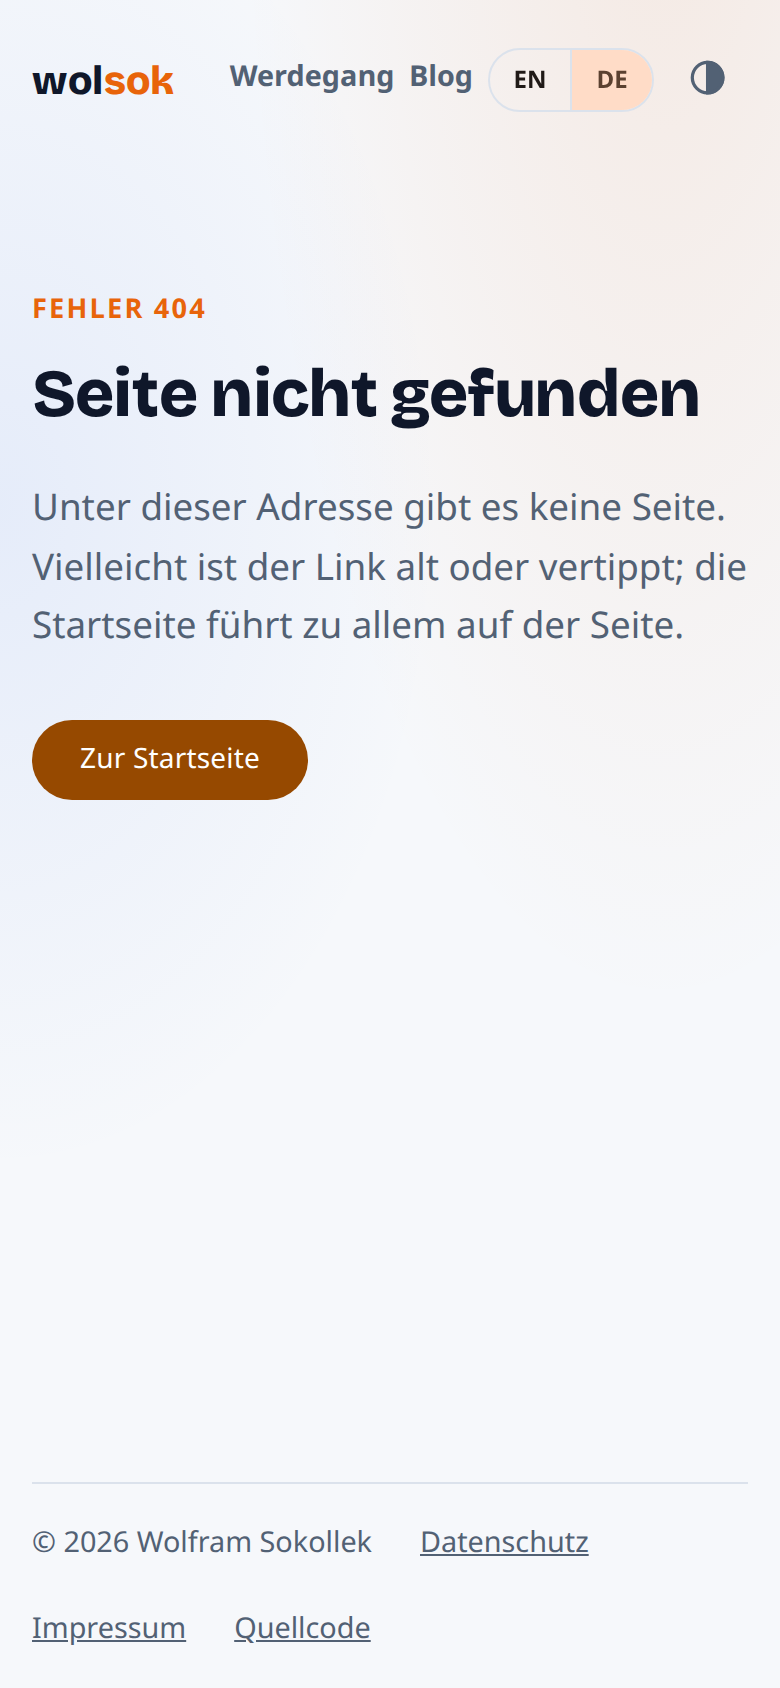 wolsok Werdegang Blog EN DE
FEHLER 404
Seite nicht gefunden
Unter dieser Adresse gibt es keine Seite.
Vielleicht ist der Link alt oder vertippt; die
Startseite führt zu allem auf der Seite.
Zur Startseite
© 2026 Wolfram Sokollek Datenschutz
Impressum Quellcode